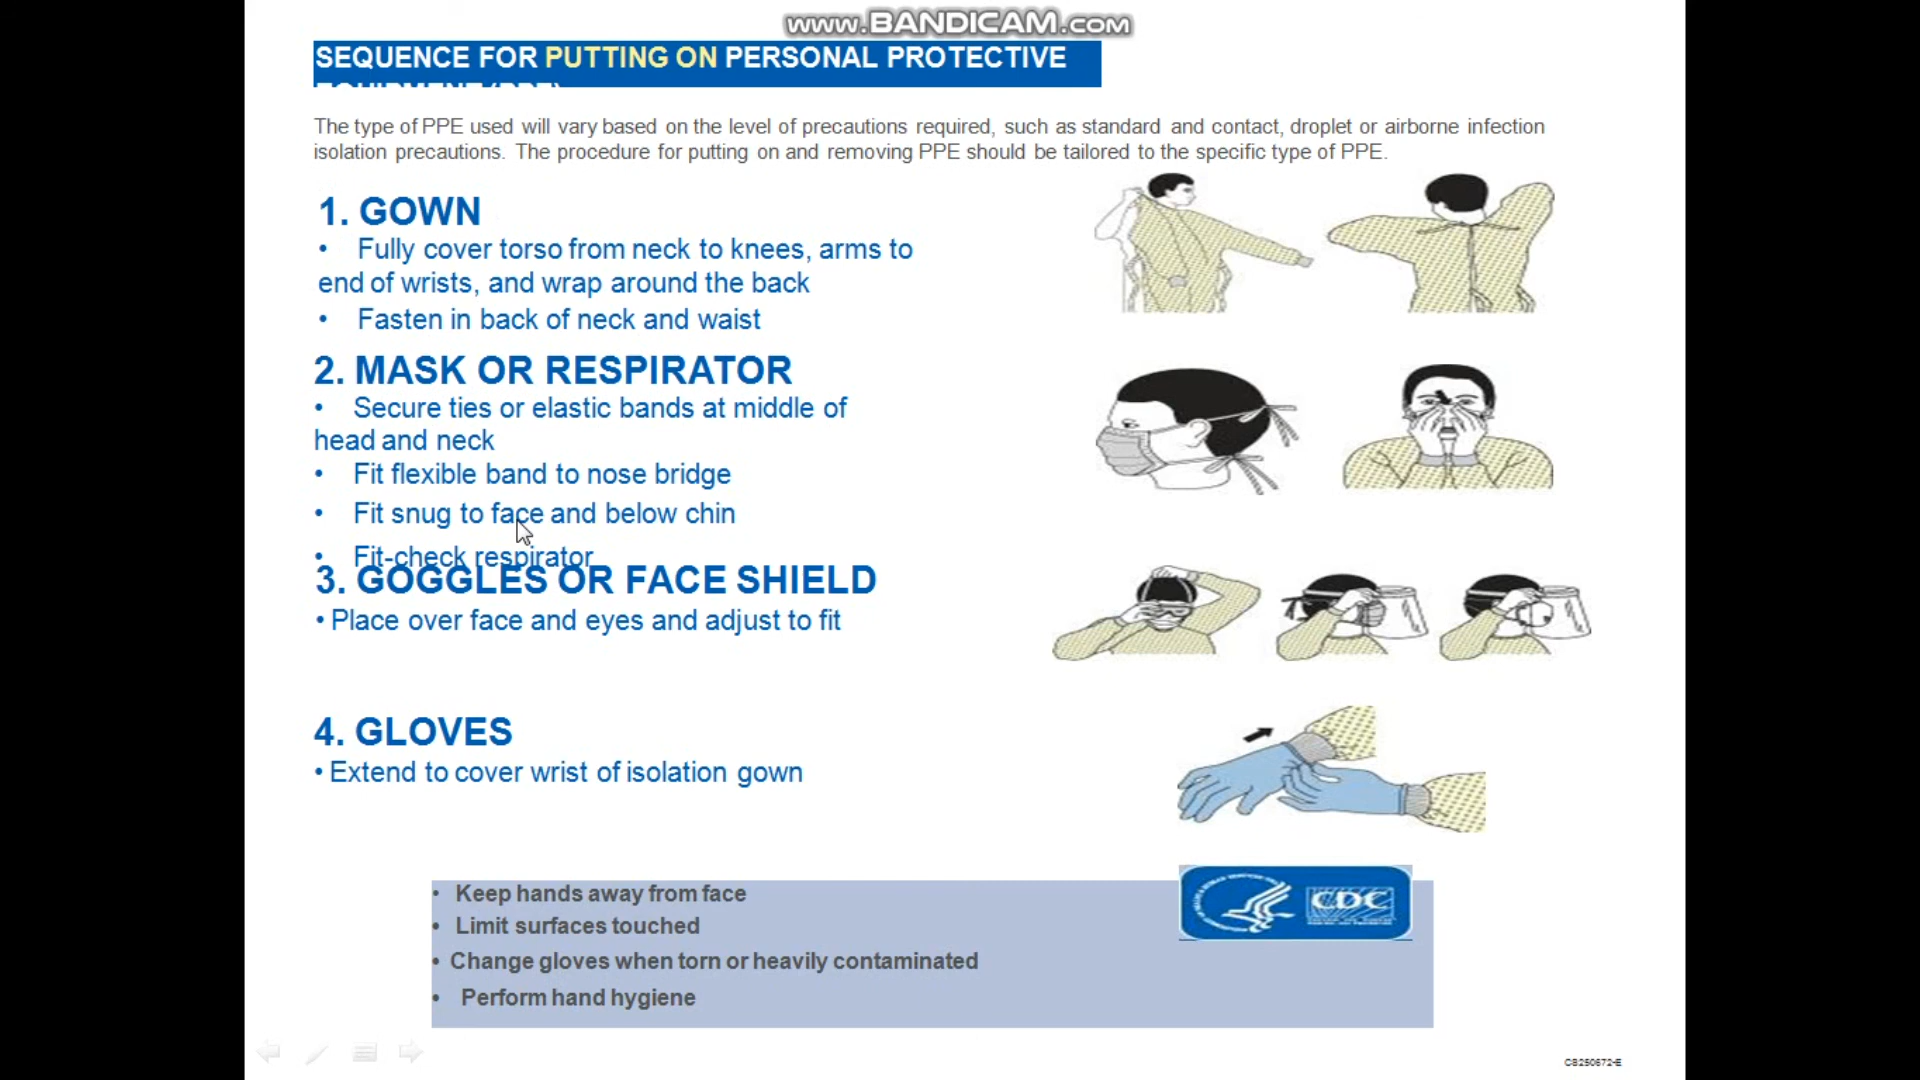 www.BANDICAM.com
SEQUENCE FOR PUTTING ON PERSONAL PROTECTIVE
EQUIPMENT (PPE)
The type of PPE used will vary based on the level of precautions required, such as standard and contact, droplet or airborne infection
isolation precautions. The procedure for putting on and removing PPE should be tailored to the specific type of PPE.
1. GOWN
• Fully cover torso from neck to knees, arms to
end of wrists, and wrap around the back
• Fasten in back of neck and waist
2. MASK OR RESPIRATOR
• Secure ties or elastic bands at middle of
head and neck
• Fit flexible band to nose bridge
• Fit snug to face and below chin
• Fit-check respirator
3. GOGGLES OR FACE SHIELD
• Place over face and eyes and adjust to fit
4. GLOVES
• Extend to cover wrist of isolation gown
• Keep hands away from face
• Limit surfaces touched
• Change gloves when torn or heavily contaminated
• Perform hand hygiene
CDC
CS250672-E